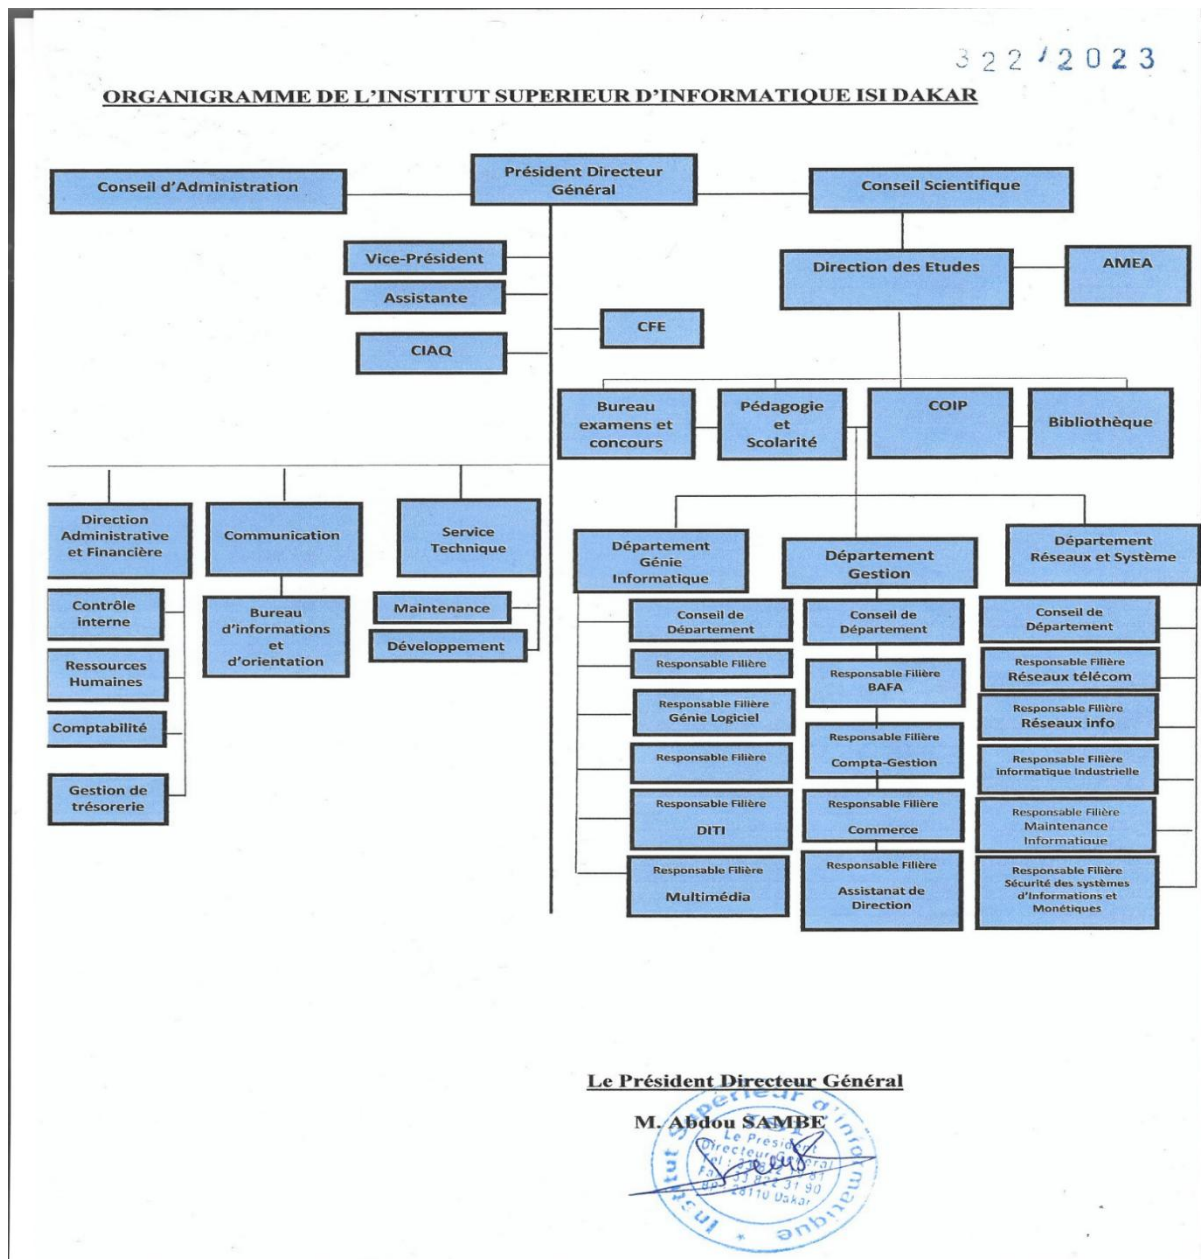 322/2023
ORGANIGRAMME DE L'INSTITUT SUPERIEUR D'INFORMATIQUE ISI DAKAR
Conseil d'Administration
Président Directeur
Général
Conseil Scientifique
Vice-Président
Assistante
CIAQ
CFE
Direction des Etudes
AMEA
Bureau
examens et
concours
Pédagogie
et
Scolarité
COIP
Bibliothèque
Direction
Administrative
et Financière
Contrôle
interne
Ressources
Humaines
Comptabilité
Gestion de
trésorerie
Communication
Bureau
d'informations
et
d'orientation
Service
Technique
Maintenance
Développement
Département
Génie
Informatique
Conseil de
Département
Responsable Filière
Responsable Filière
Génie Logiciel
Responsable Filière
Responsable Filière
DITI
Responsable Filière
Multimédia
Département
Gestion
Conseil de
Département
Responsable Filière
BAFA
Responsable Filière
Compta-Gestion
Responsable Filière
Commerce
Responsable Filière
Assistanat de
Direction
Département
Réseaux et Système
Conseil de
Département
Responsable Filière
Réseaux télécom
Responsable Filière
Réseaux info
Responsable Filière
informatique Industrielle
Responsable Filière
Maintenance
Informatique
Responsable Filière
Sécurité des systèmes
d'Informations et
Monétiques
Le Président Directeur Général
M. Abdou SAMBE
Institut Supérieur d'informatique
Le Président
Directeur Général
31 90
28110 Dakar